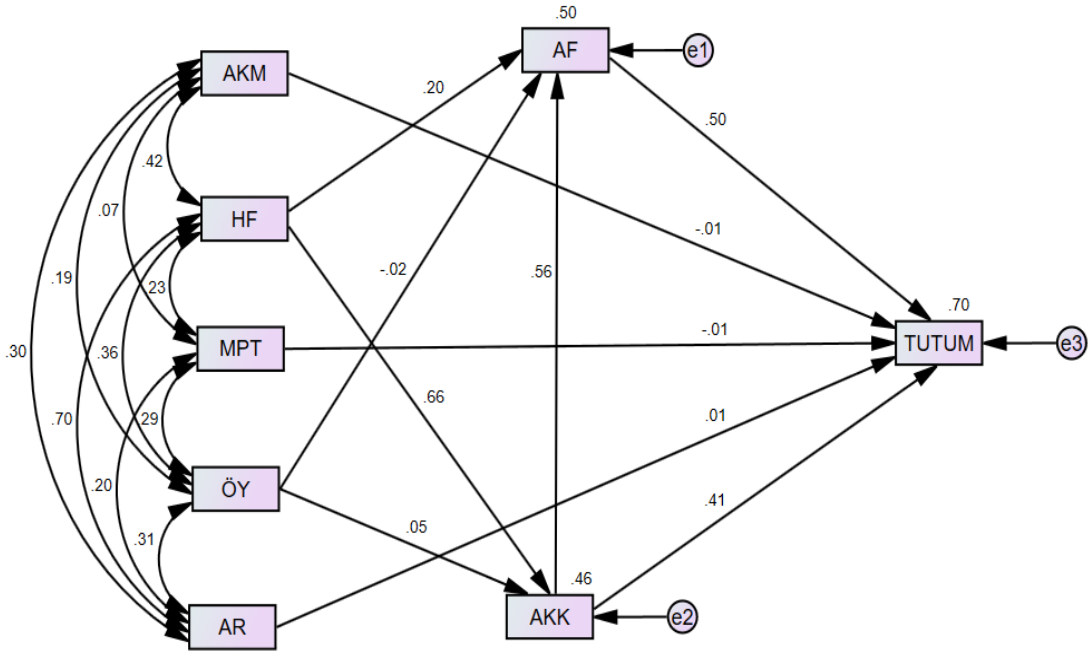 .50
AF
e1
AKM
.20
.50
.42
.07
HF
-.01
.19
.23
-.02
.56
.70
.30
.36
MPT
-.01
TUTUM
e3
.66
.70
.29
.01
.20
ÖY
.41
.31
.05
.46
AR
AKK
e2